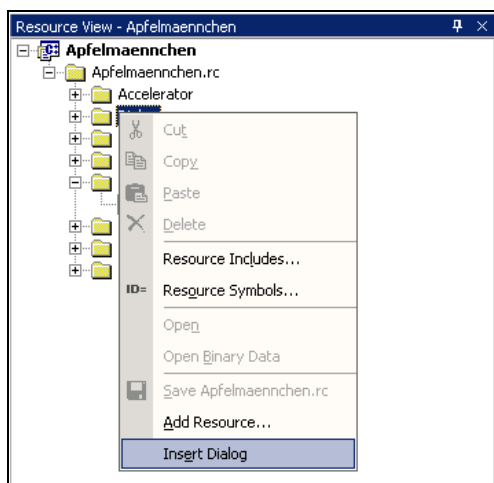 Resource View - Apfelmaennchen
Apfelmaennchen
Apfelmaennchen.rc
Accelerator
Cut
Copy
Paste
Delete
Resource Includes...
ID= Resource Symbols...
Open
Open Binary Data
Save Apfelmaennchen.rc
Add Resource...
Insert Dialog